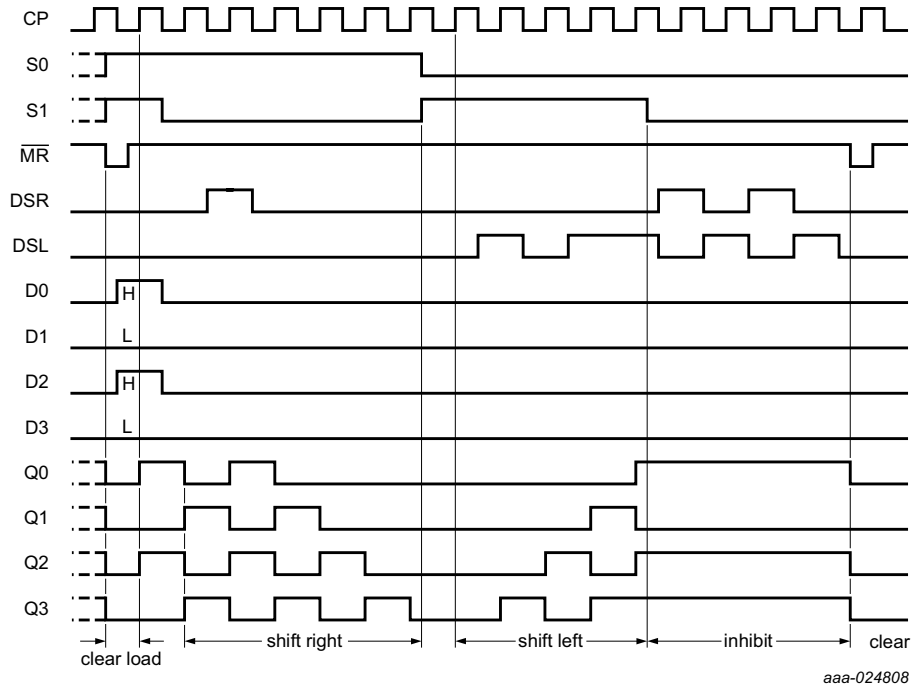 CP
S0
S1
MR
DSR
DSL
D0
H
D1
L
D2
H
D3
L
Q0
Q1
Q2
Q3
shift right
shift left
inhibit
clear
clear load
aaa-024808